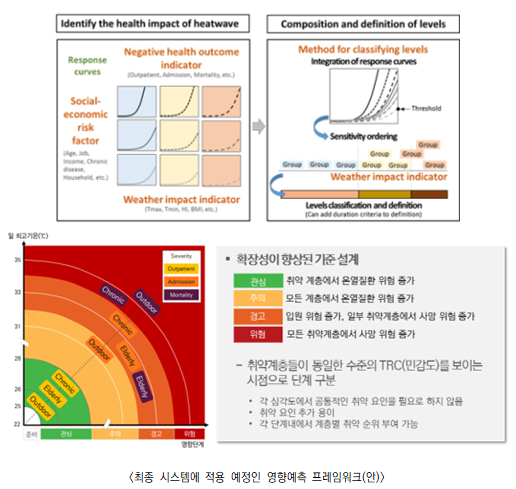 Identify the health impact of heatwave
Response
curves
Negative health outcome
indicator
(Outpatient, Admission, Mortality, etc.)
Social-
economic
risk
factor
(Age, Job,
Income, Chronic
disease,
Household, etc.)
Weather impact indicator
(Tmax, Tmin, HI, BMI, etc.)
Composition and definition of levels
Method for classifying levels
Integration of response curves
Threshold
Sensitivity ordering
Group
Group Group
Group Group Group Group Group
Weather impact indicator
Levels classification and definition
(Can add duration criteria to definition)
일 최고기온(℃)
35
33
31
28
26
25
22
Severity
Outpatient
Admission
Mortality
Chronic Outdoor
Chronic
Outdoor Elderly Elderly
Chronic
Elderly
Outdoor
준비 관심 주의 경고 위험
영향단계
▪ 확장성이 향상된 기준 설계
관심 취약 계층에서 온열질환 위험 증가
주의 모든 계층에서 온열질환 위험 증가
경고 입원 위험 증가, 일부 취약계층에서 사망 위험 증가
위험 모든 취약계층에서 사망 위험 증가
– 취약계층들이 동일한 수준의 TRC(민감도)를 보이는
시점으로 단계 구분
• 각 심각도에서 공통적인 취약 요인을 필요로 하지 않음
• 취약 요인 추가 용이
• 각 단계내에서 계층별 취약 순위 부여 가능
<최종 시스템에 적용 예정인 영향예측 프레임워크(안)>